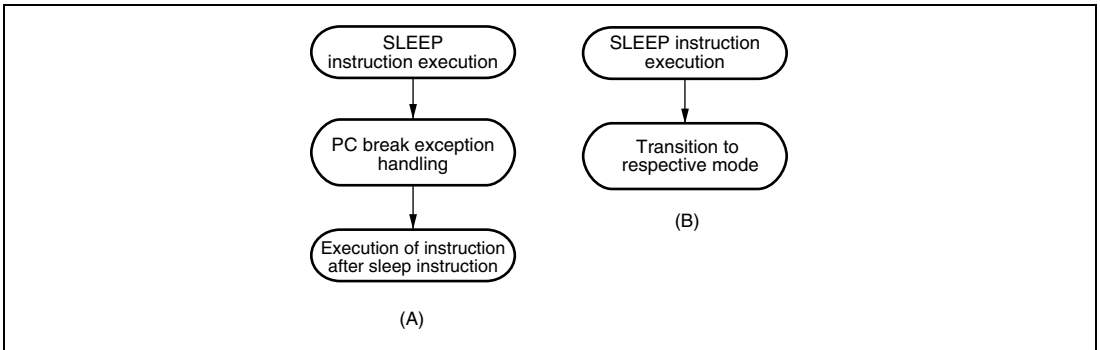 SLEEP
instruction execution
PC break exception
handling
Execution of instruction
after sleep instruction
(A)
SLEEP instruction
execution
Transition to
respective mode
(B)